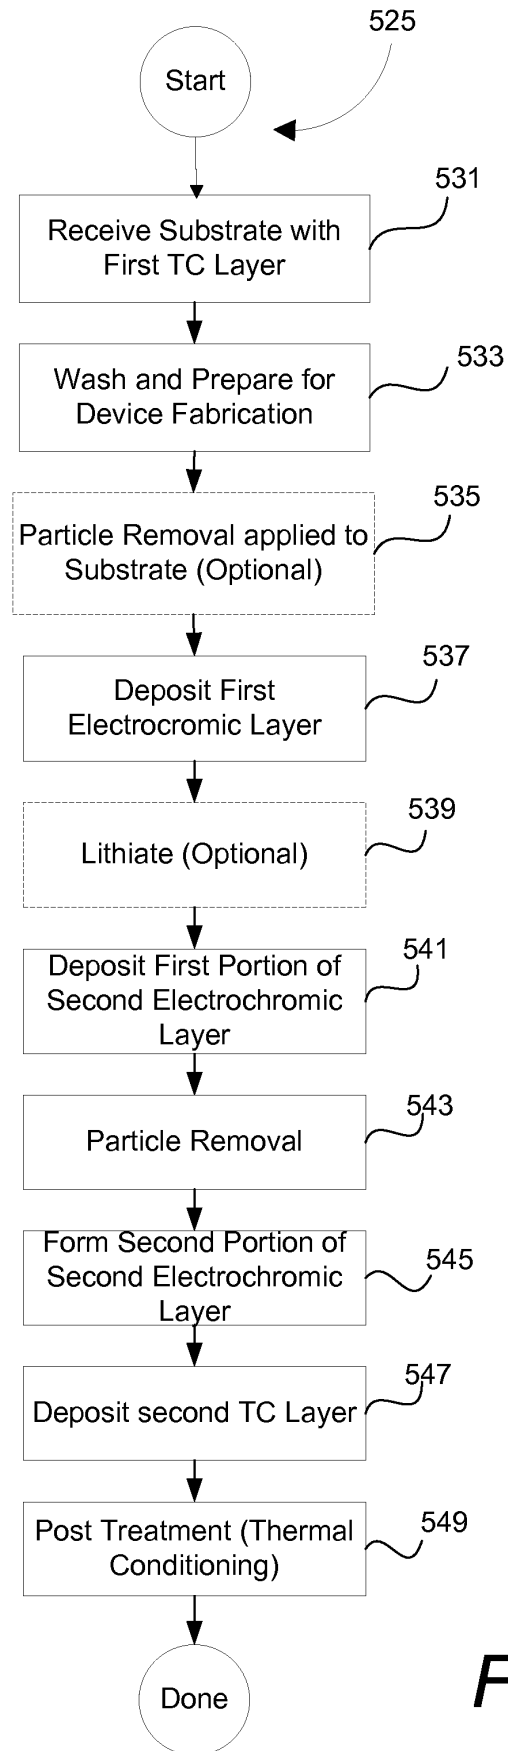 525
Start
531
Receive Substrate with
First TC Layer
533
Wash and Prepare for
Device Fabrication
535
Particle Removal applied to
Substrate (Optional)
537
Deposit First
Electrocromic Layer
539
Lithiate (Optional)
541
Deposit First Portion of
Second Electrochromic
Layer
543
Particle Removal
545
Form Second Portion of
Second Electrochromic
Layer
547
Deposit second TC Layer
549
Post Treatment (Thermal
Conditioning)
Done
F